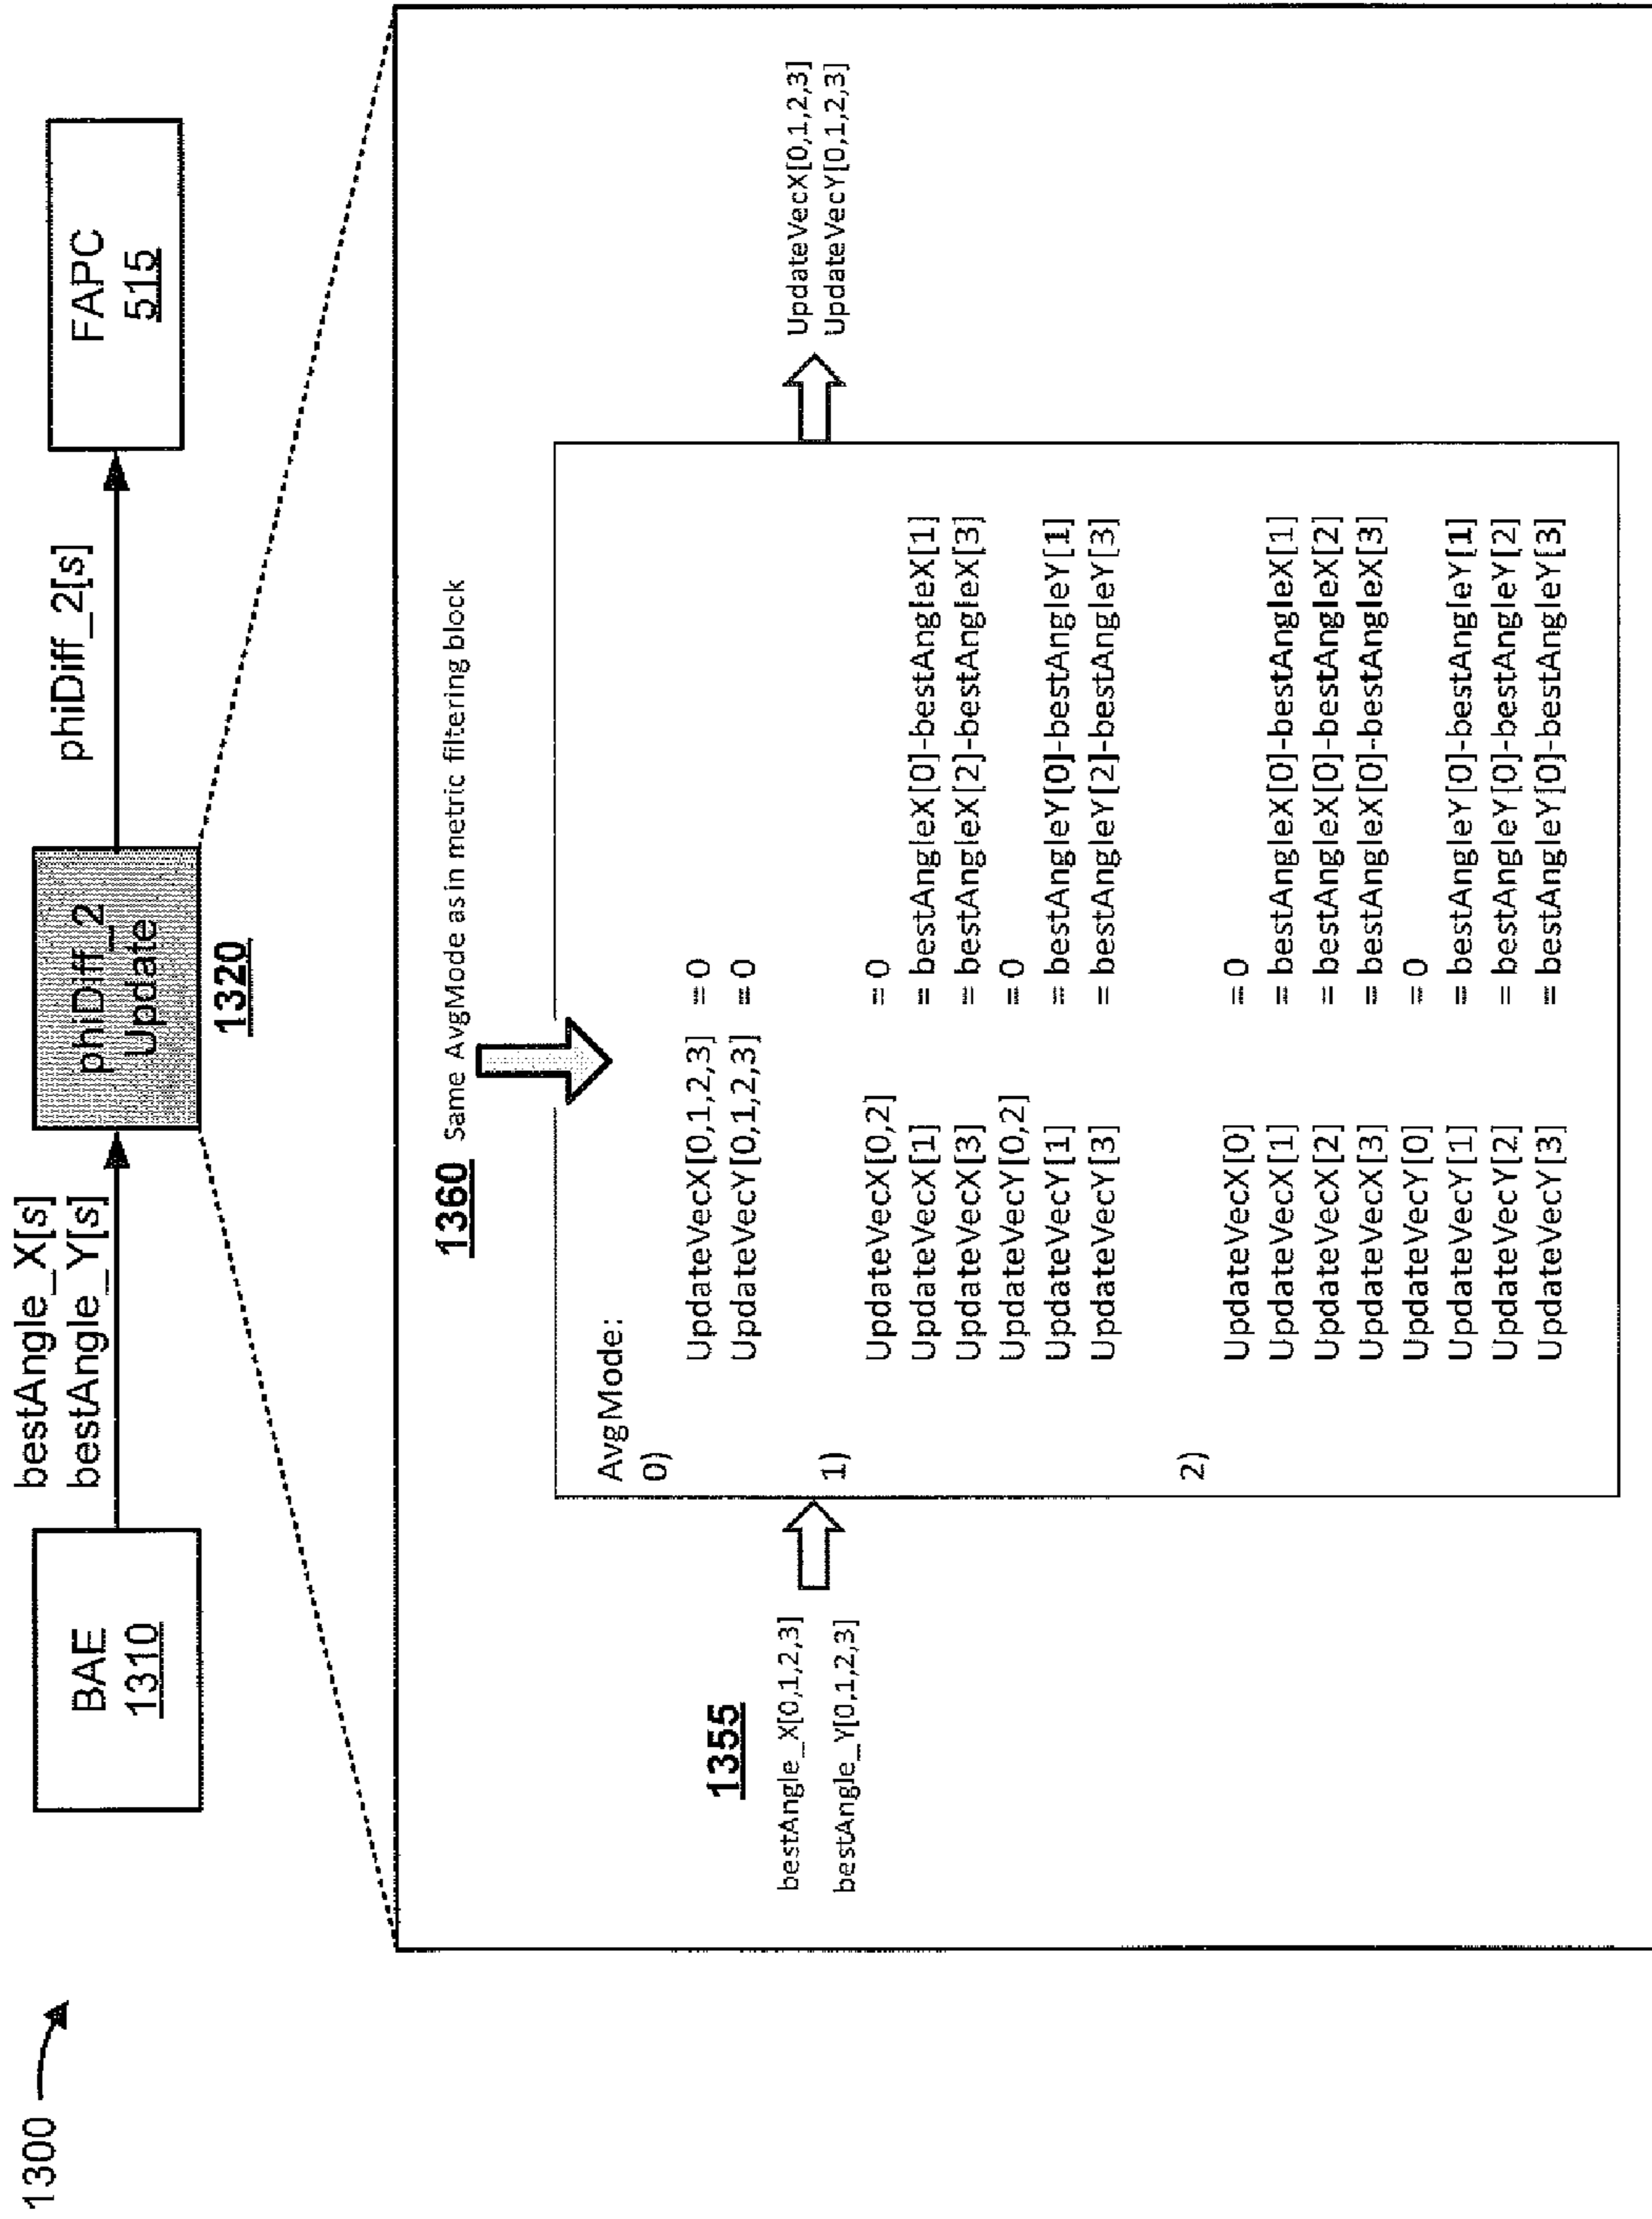 1300
bestAngle_X[s]
bestAngle_Y[s]
phiDiff_2[s]
BAE
1310
phiDiff_2
Update
1320
FAPC
515
1360 Same AvgMode as in metric filtering block
1355
bestAngle_X[0,1,2,3]
bestAngle_Y[0,1,2,3]
AvgMode:
0)
UpdateVecX[0,1,2,3] = 0
UpdateVecY[0,1,2,3] = 0
1)
UpdateVecX[0,2] = 0
UpdateVecX[1] = bestAngleX[0]-bestAngleX[1]
UpdateVecX[3] = bestAngleX[2]-bestAngleX[3]
UpdateVecY[0,2] = 0
UpdateVecY[1] = bestAngleY[0]-bestAngleY[1]
UpdateVecY[3] = bestAngleY[2]-bestAngleY[3]
2)
UpdateVecX[0] = 0
UpdateVecX[1] = bestAngleX[0]-bestAngleX[1]
UpdateVecX[2] = bestAngleX[0]-bestAngleX[2]
UpdateVecX[3] = bestAngleX[0]-bestAngleX[3]
UpdateVecY[0] = 0
UpdateVecY[1] = bestAngleY[0]-bestAngleY[1]
UpdateVecY[2] = bestAngleY[0]-bestAngleY[2]
UpdateVecY[3] = bestAngleY[0]-bestAngleY[3]
UpdateVecX[0,1,2,3]
UpdateVecY[0,1,2,3]